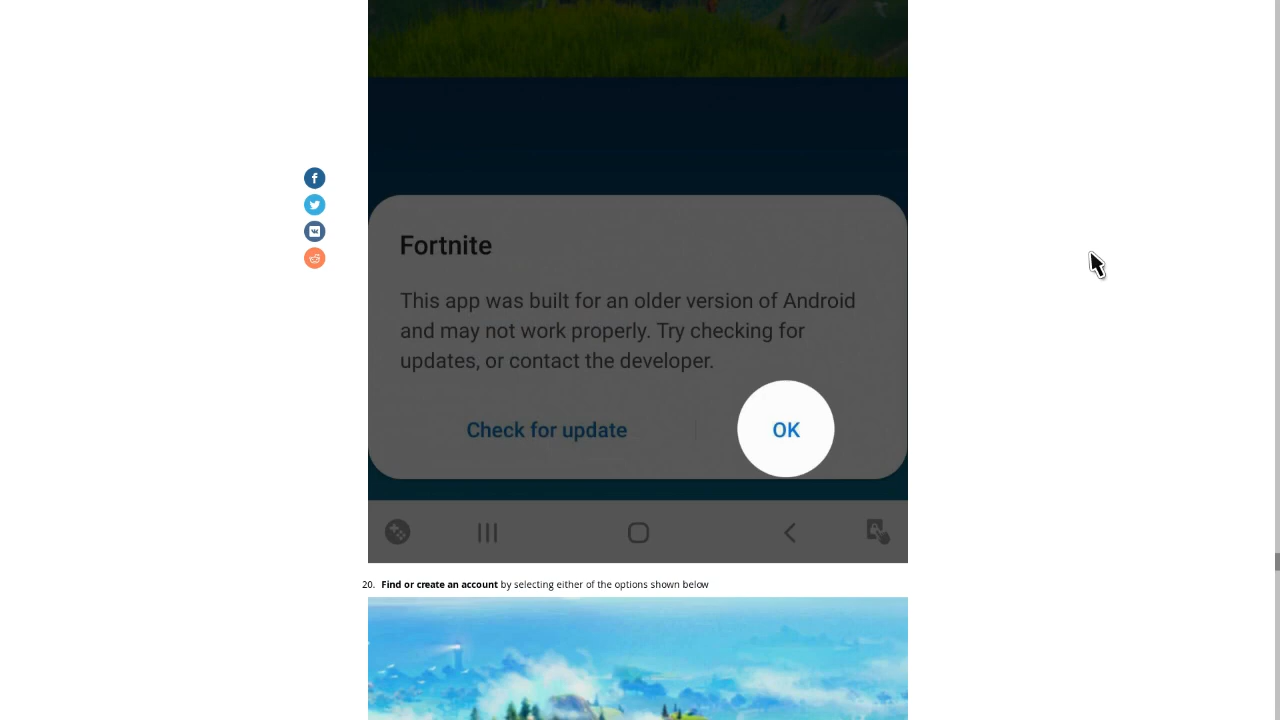 Fortnite
This app was built for an older version of Android
and may not work properly. Try checking for
updates, or contact the developer.
Check for update
OK
20. Find or create an account by selecting either of the options shown below